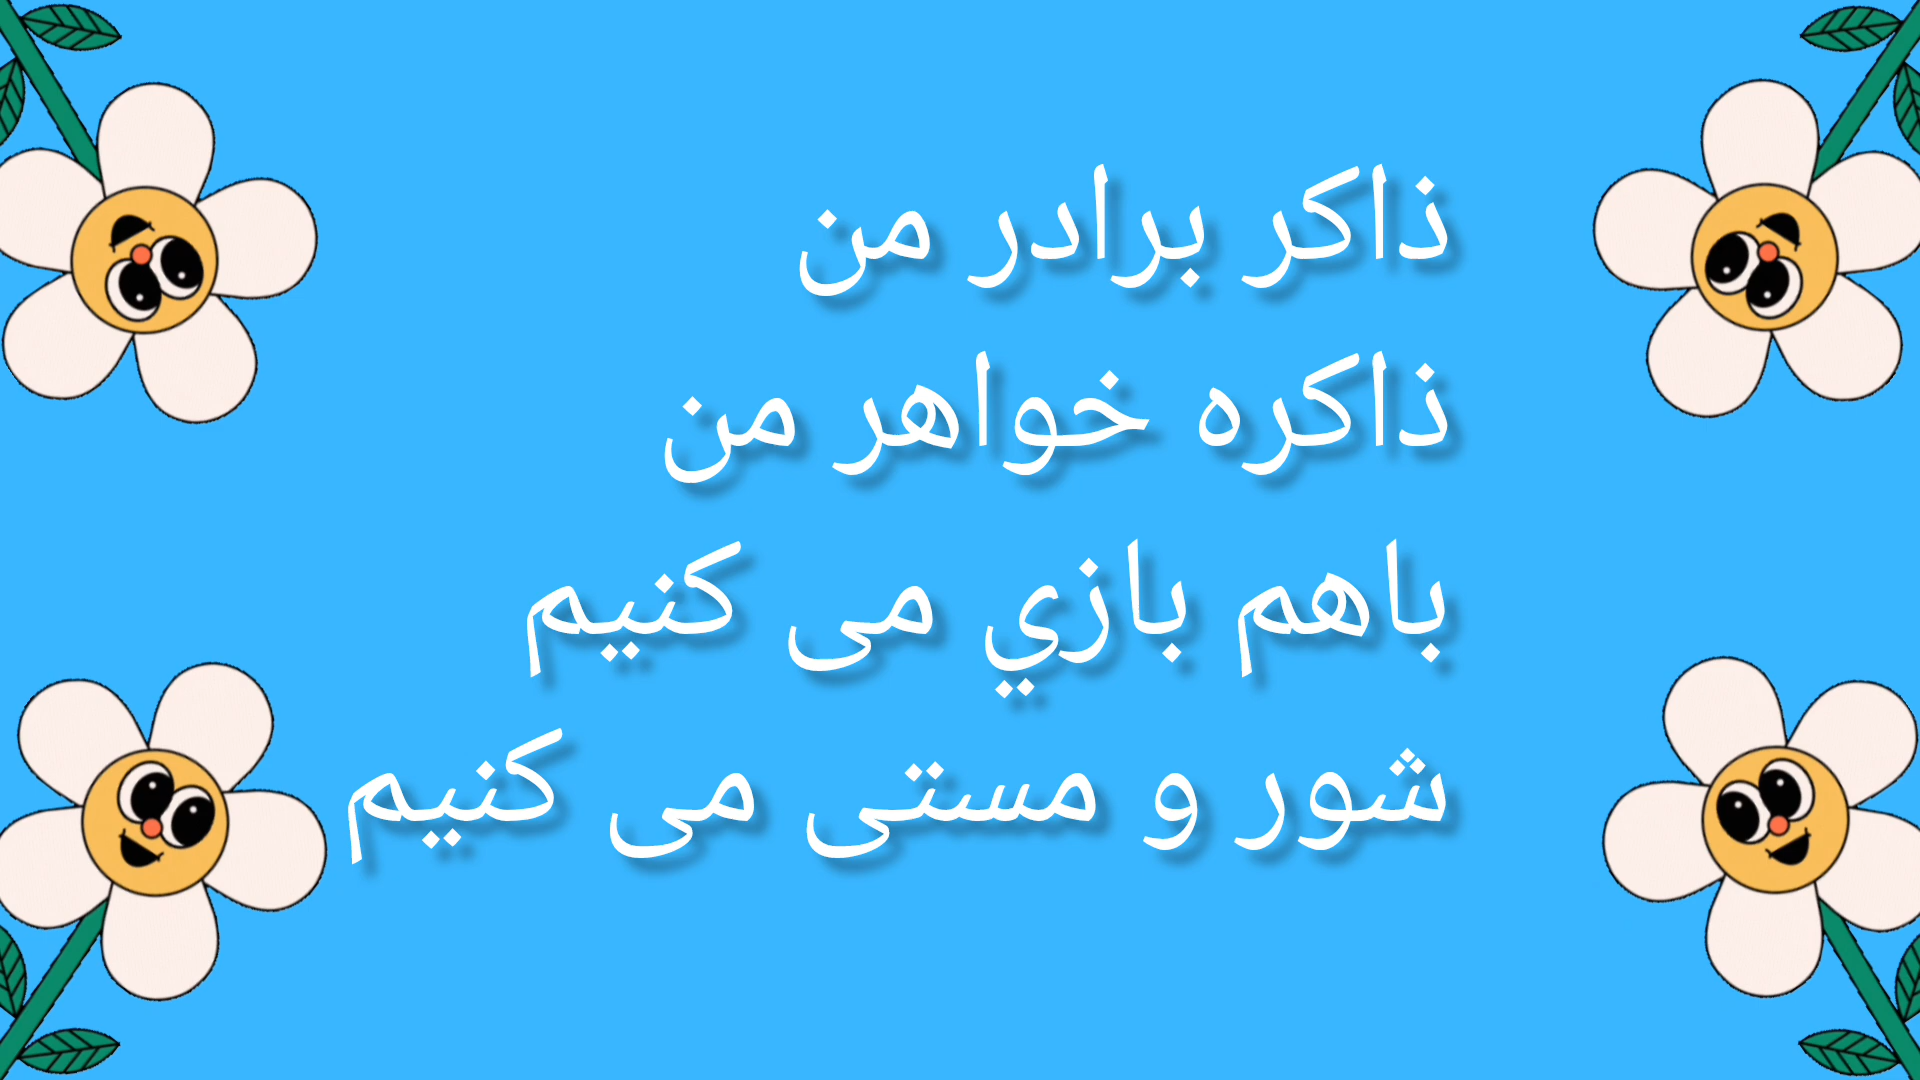 ذاکر برادر من
ذاکره خواهر من
باهم بازي می کنیم
شور و مستی می کنیم